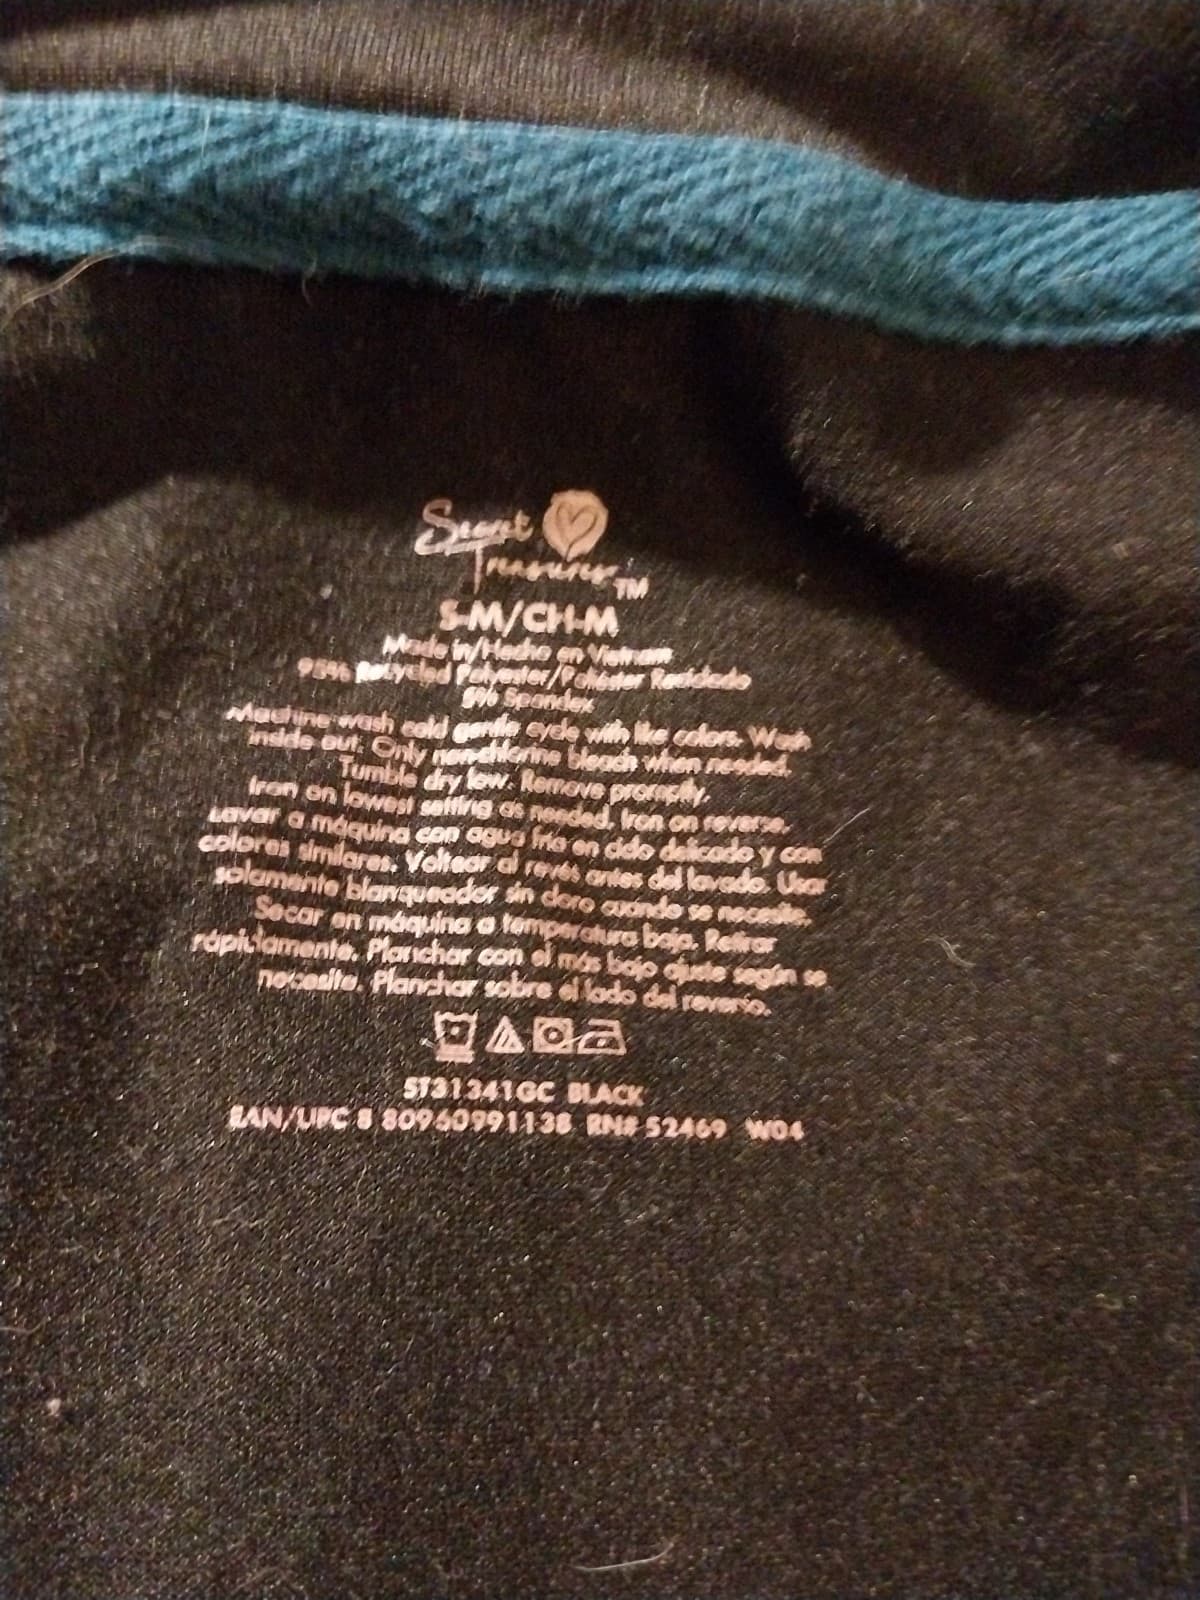 Secret
Treasures™
S-M/CH-M
Made in/Hecho en Vietnam
95% Recycled Polyester/Poliéster Reciclado
5% Spandex
Machine wash cold gentle cycle with like colors. Wash
inside out. Only non-chlorine bleach when needed.
Tumble dry low. Remove promptly.
Iron on lowest setting as needed. Iron on reverse.
Lavar a máquina con agua fria en ciclo delicado y con
colores similares. Voltear al revés antes del lavado. Usar
solamente blanqueador sin cloro cuando se necesite.
Secar en máquina a temperatura baja. Retirar
rápidamente. Planchar con el más bajo ajuste según se
necesite. Planchar sobre el lado del reverso.
ST31341GC BLACK
EAN/UPC 8 80960991138 RN# 52469 W04